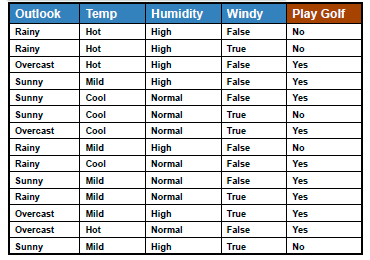 Outlook Temp Humidity Windy Play Golf
Rainy Hot High False No
Rainy Hot High True No
Overcast Hot High False Yes
Sunny Mild High False Yes
Sunny Cool Normal False Yes
Sunny Cool Normal True No
Overcast Cool Normal True Yes
Rainy Mild High False No
Rainy Cool Normal False Yes
Sunny Mild Normal False Yes
Rainy Mild Normal True Yes
Overcast Mild High True Yes
Overcast Hot Normal False Yes
Sunny Mild High True No